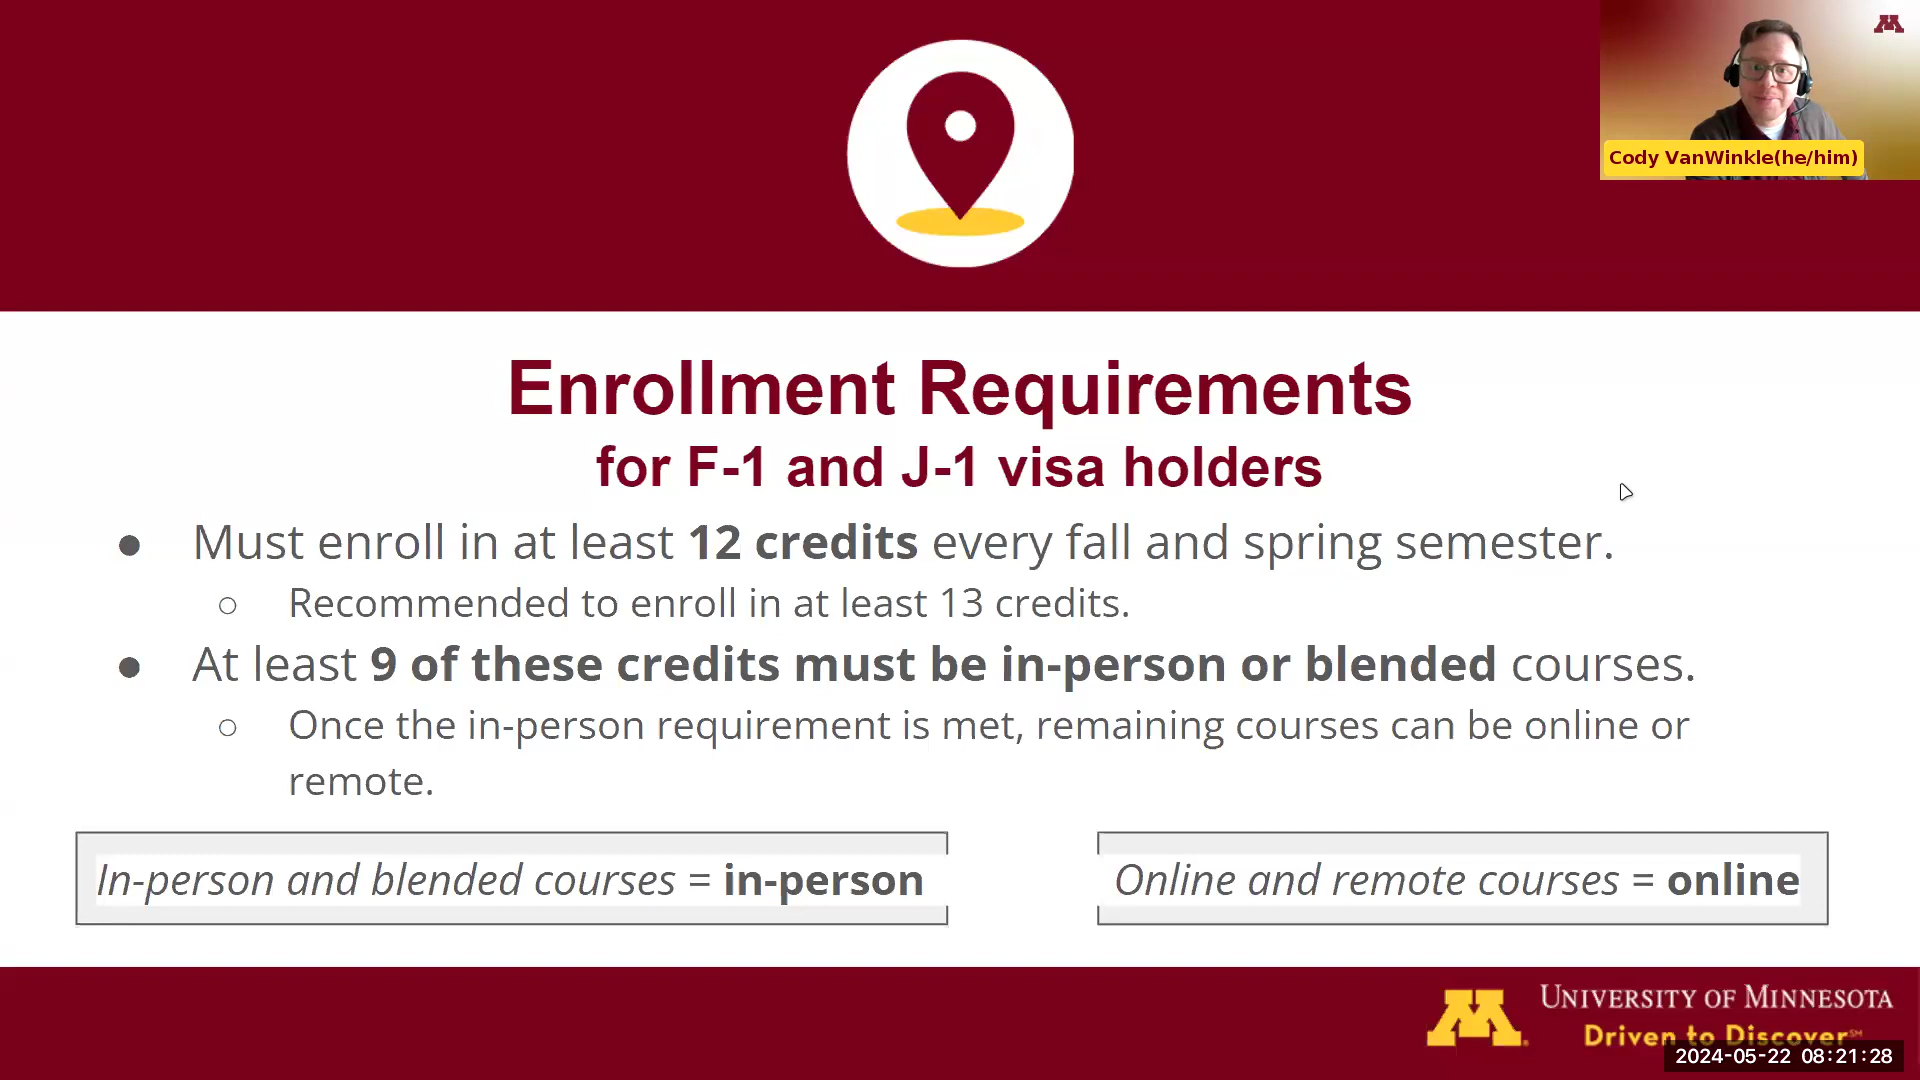 Cody VanWinkle(he/him)
Enrollment Requirements
for F-1 and J-1 visa holders
● Must enroll in at least 12 credits every fall and spring semester.
○ Recommended to enroll in at least 13 credits.
● At least 9 of these credits must be in-person or blended courses.
○ Once the in-person requirement is met, remaining courses can be online or
remote.
In-person and blended courses = in-person
Online and remote courses = online
UNIVERSITY OF MINNESOTA
Driven to Discover℠
2024-05-22 08:21:28